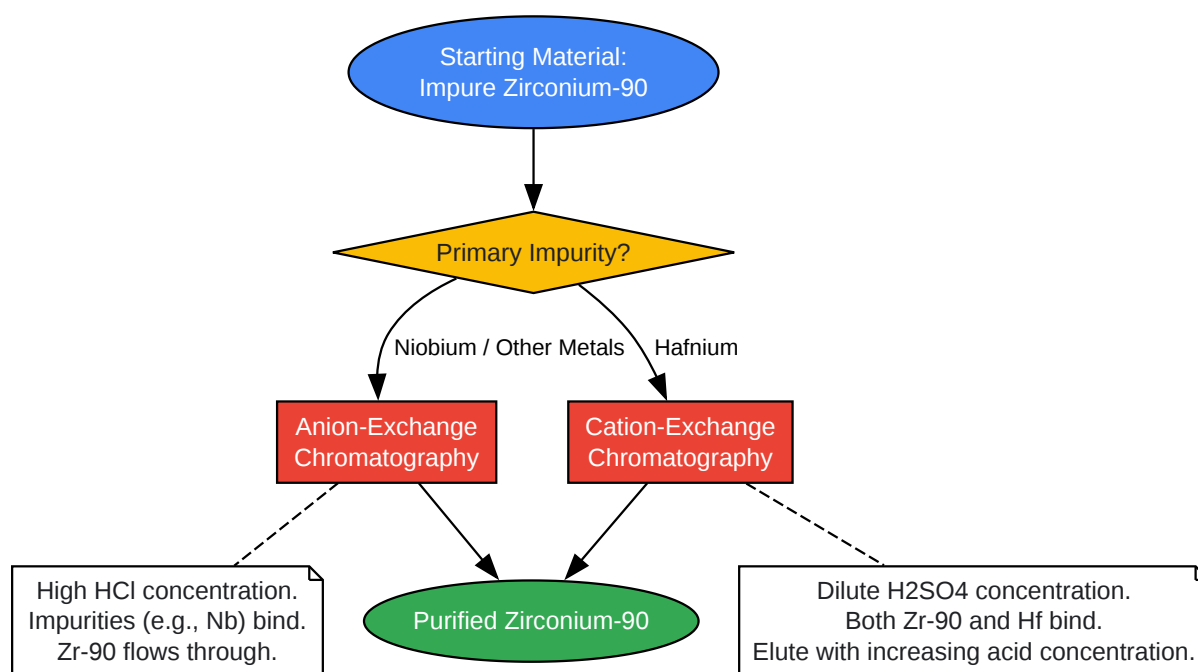 Starting Material:
Impure Zirconium-90
Primary Impurity?
Niobium / Other Metals
Hafnium
Anion-Exchange
Chromatography
Cation-Exchange
Chromatography
High HCl concentration.
Impurities (e.g., Nb) bind.
Zr-90 flows through.
Purified Zirconium-90
Dilute H2SO4 concentration.
Both Zr-90 and Hf bind.
Elute with increasing acid concentration.